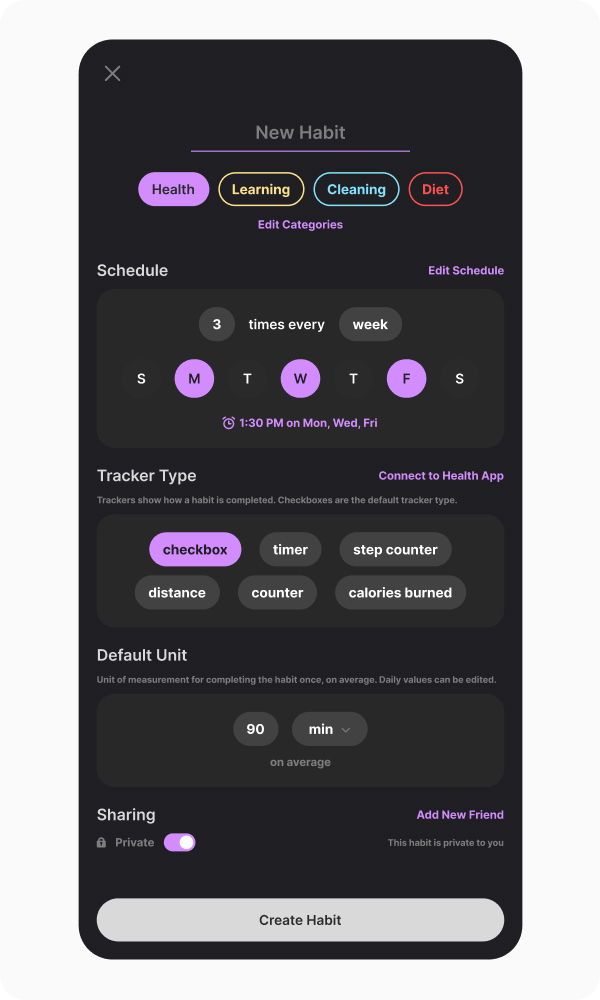 New Habit
Health Learning Cleaning Diet
Edit Categories
Schedule Edit Schedule
3 times every week
S M T W T F S
1:30 PM on Mon, Wed, Fri
Tracker Type Connect to Health App
Trackers show how a habit is completed. Checkboxes are the default tracker type.
checkbox timer step counter
distance counter calories burned
Default Unit
Unit of measurement for completing the habit once, on average. Daily values can be edited.
90 min
on average
Sharing Add New Friend
Private This habit is private to you
Create Habit